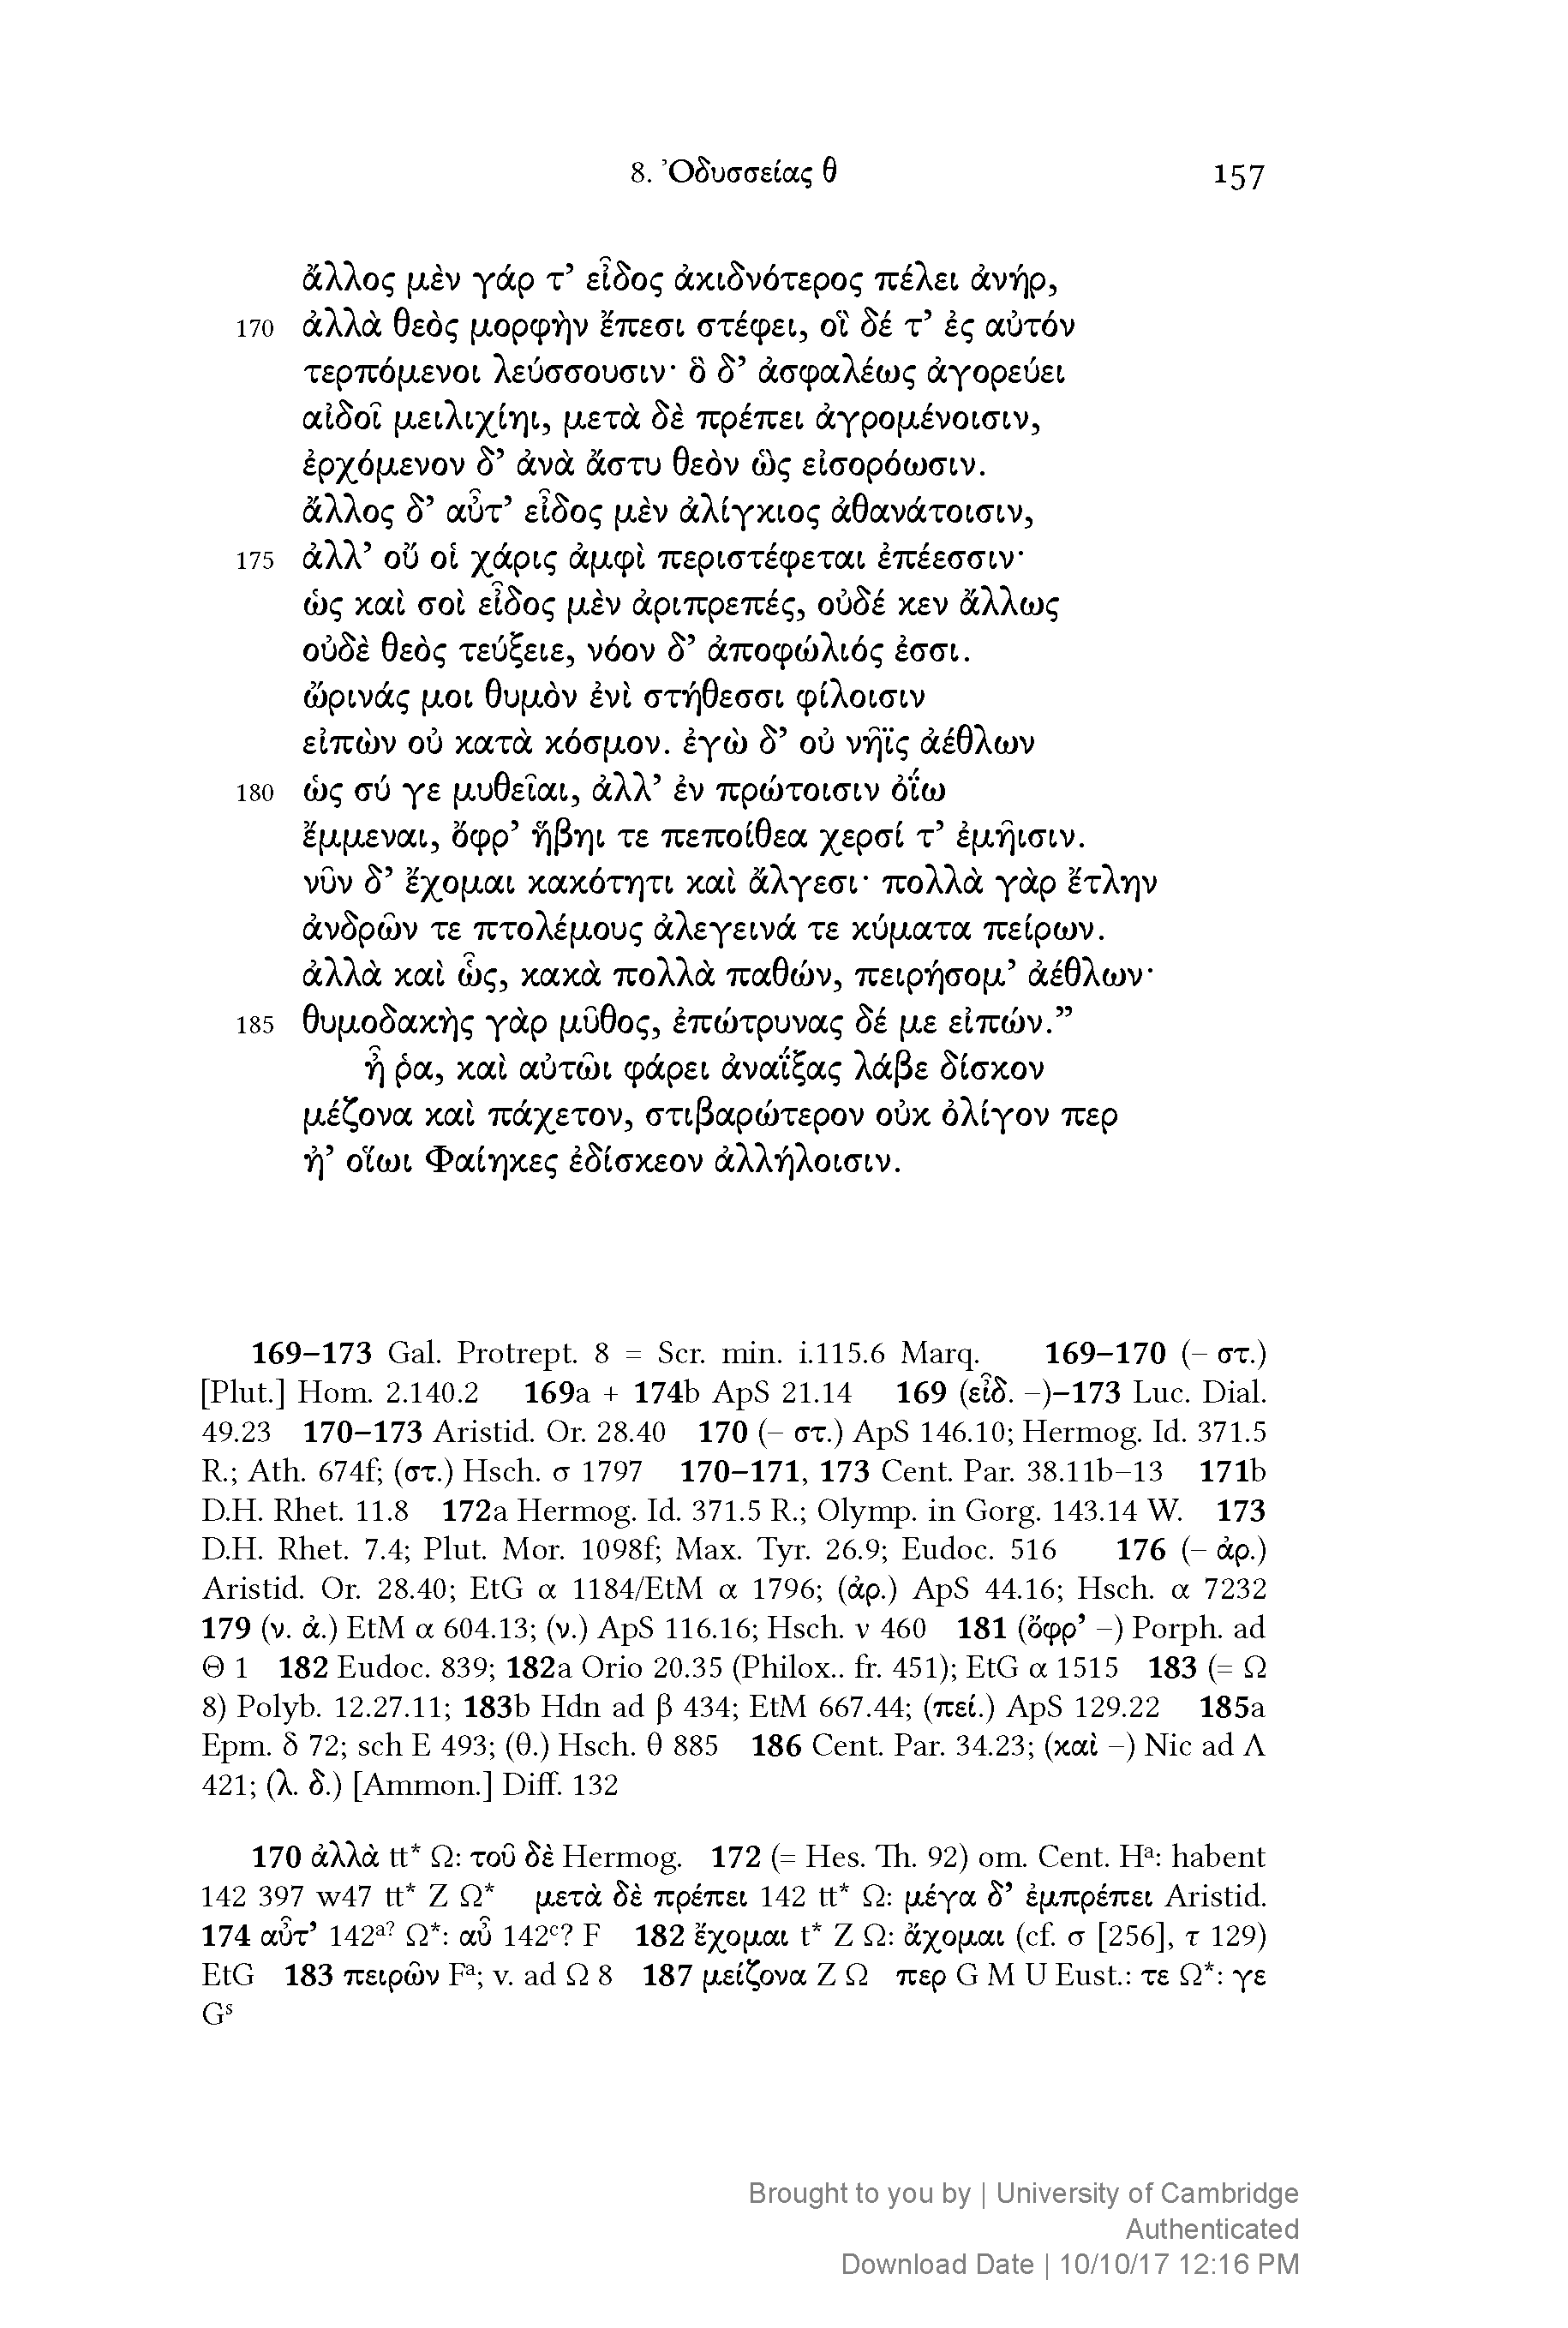 8. Ὀδυσσείας θ 157
ἄλλος μὲν γάρ τ’ εἶδος ἀκιδνότερος πέλει ἀνήρ,
170 ἀλλὰ θεὸς μορφὴν ἔπεσι στέφει, οἳ δέ τ’ ἐς αὐτόν
τερπόμενοι λεύσσουσιν· ὃ δ’ ἀσφαλέως ἀγορεύει
αἰδοῖ μειλιχίηι, μετὰ δὲ πρέπει ἀγρομένοισιν,
ἐρχόμενον δ’ ἀνὰ ἄστυ θεὸν ὣς εἰσορόωσιν.
ἄλλος δ’ αὖτ’ εἶδος μὲν ἀλίγκιος ἀθανάτοισιν,
175 ἀλλ’ οὔ οἱ χάρις ἀμφὶ περιστέφεται ἐπέεσσιν·
ὡς καὶ σοὶ εἶδος μὲν ἀριπρεπές, οὐδέ κεν ἄλλως
οὐδὲ θεὸς τεύξειε, νόον δ’ ἀποφώλιός ἐσσι.
ὤρινάς μοι θυμὸν ἐνὶ στήθεσσι φίλοισιν
εἰπὼν οὐ κατὰ κόσμον. ἐγὼ δ’ οὐ νῆϊς ἀέθλων
180 ὡς σύ γε μυθεῖαι, ἀλλ’ ἐν πρώτοισιν ὀΐω
ἔμμεναι, ὄφρ’ ἥβηι τε πεποίθεα χερσί τ’ ἐμῆισιν.
νῦν δ’ ἔχομαι κακότητι καὶ ἄλγεσι· πολλὰ γὰρ ἔτλην
ἀνδρῶν τε πτολέμους ἀλεγεινά τε κύματα πείρων.
ἀλλὰ καὶ ὧς, κακὰ πολλὰ παθών, πειρήσομ’ ἀέθλων·
185 θυμοδακὴς γὰρ μῦθος, ἐπώτρυνας δέ με εἰπών.”
ἦ ῥα, καὶ αὐτῶι φάρει ἀναΐξας λάβε δίσκον
μέζονα καὶ πάχετον, στιβαρώτερον οὐκ ὀλίγον περ
ἠ’ οἵωι Φαίηκες ἐδίσκεον ἀλλήλοισιν.
169–173 Gal. Protrept. 8 = Scr. min. i.115.6 Marq. 169–170 (– στ.)
[Plut.] Hom. 2.140.2 169a + 174b ApS 21.14 169 (εἶδ. –)–173 Luc. Dial.
49.23 170–173 Aristid. Or. 28.40 170 (– στ.) ApS 146.10; Hermog. Id. 371.5
R.; Ath. 674f; (στ.) Hsch. σ 1797 170–171, 173 Cent. Par. 38.11b–13 171b
D.H. Rhet. 11.8 172a Hermog. Id. 371.5 R.; Olymp. in Gorg. 143.14 W. 173
D.H. Rhet. 7.4; Plut. Mor. 1098f; Max. Tyr. 26.9; Eudoc. 516 176 (– ἀρ.)
Aristid. Or. 28.40; EtG α 1184/EtM α 1796; (ἀρ.) ApS 44.16; Hsch. α 7232
179 (ν. ἀ.) EtM α 604.13; (ν.) ApS 116.16; Hsch. ν 460 181 (ὄφρ’ –) Porph. ad
Θ 1 182 Eudoc. 839; 182a Orio 20.35 (Philox.. fr. 451); EtG α 1515 183 (= Ω
8) Polyb. 12.27.11; 183b Hdn ad β 434; EtM 667.44; (πεί.) ApS 129.22 185a
Epm. δ 72; sch E 493; (θ.) Hsch. θ 885 186 Cent. Par. 34.23; (καὶ –) Nic ad Λ
421; (λ. δ.) [Ammon.] Diff. 132
170 ἀλλὰ tt* Ω: τοῦ δὲ Hermog. 172 (= Hes. Th. 92) om. Cent. Hᵃ: habent
142 397 w47 tt* Z Ω* μετὰ δὲ πρέπει 142 tt* Ω: μέγα δ’ ἐμπρέπει Aristid.
174 αὖτ’ 142ᵃ? Ω*: αὖ 142ᶜ? F 182 ἔχομαι t* Z Ω: ἄχομαι (cf. σ [256], τ 129)
EtG 183 πειρῶν Fᵃ; v. ad Ω 8 187 μείζονα Z Ω περ G M U Eust.: τε Ω*: γε
Gˢ
Brought to you by | University of Cambridge
Authenticated
Download Date | 10/10/17 12:16 PM